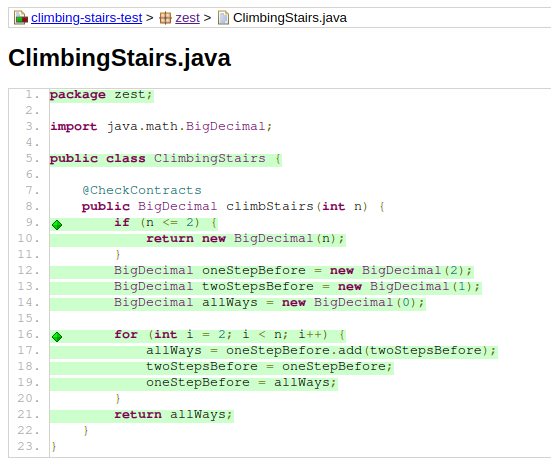 climbing-stairs-test > zest > ClimbingStairs.java
ClimbingStairs.java
1. package zest;
2.
3. import java.math.BigDecimal;
4.
5. public class ClimbingStairs {
6.
7.     @CheckContracts
8.     public BigDecimal climbStairs(int n) {
9.         if (n <= 2) {
10.             return new BigDecimal(n);
11.         }
12.         BigDecimal oneStepBefore = new BigDecimal(2);
13.         BigDecimal twoStepsBefore = new BigDecimal(1);
14.         BigDecimal allWays = new BigDecimal(0);
15.
16.         for (int i = 2; i < n; i++) {
17.             allWays = oneStepBefore.add(twoStepsBefore);
18.             twoStepsBefore = oneStepBefore;
19.             oneStepBefore = allWays;
20.         }
21.         return allWays;
22.     }
23. }